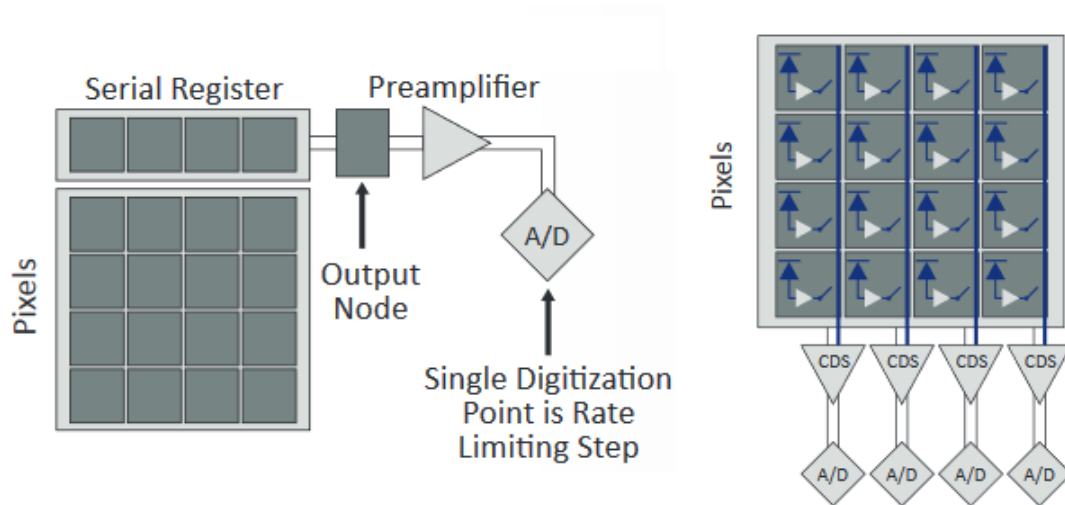 Serial Register
Preamplifier
Pixels
Output
Node
A/D
Single Digitization
Point is Rate
Limiting Step
Pixels
CDS CDS CDS CDS
A/D A/D A/D A/D